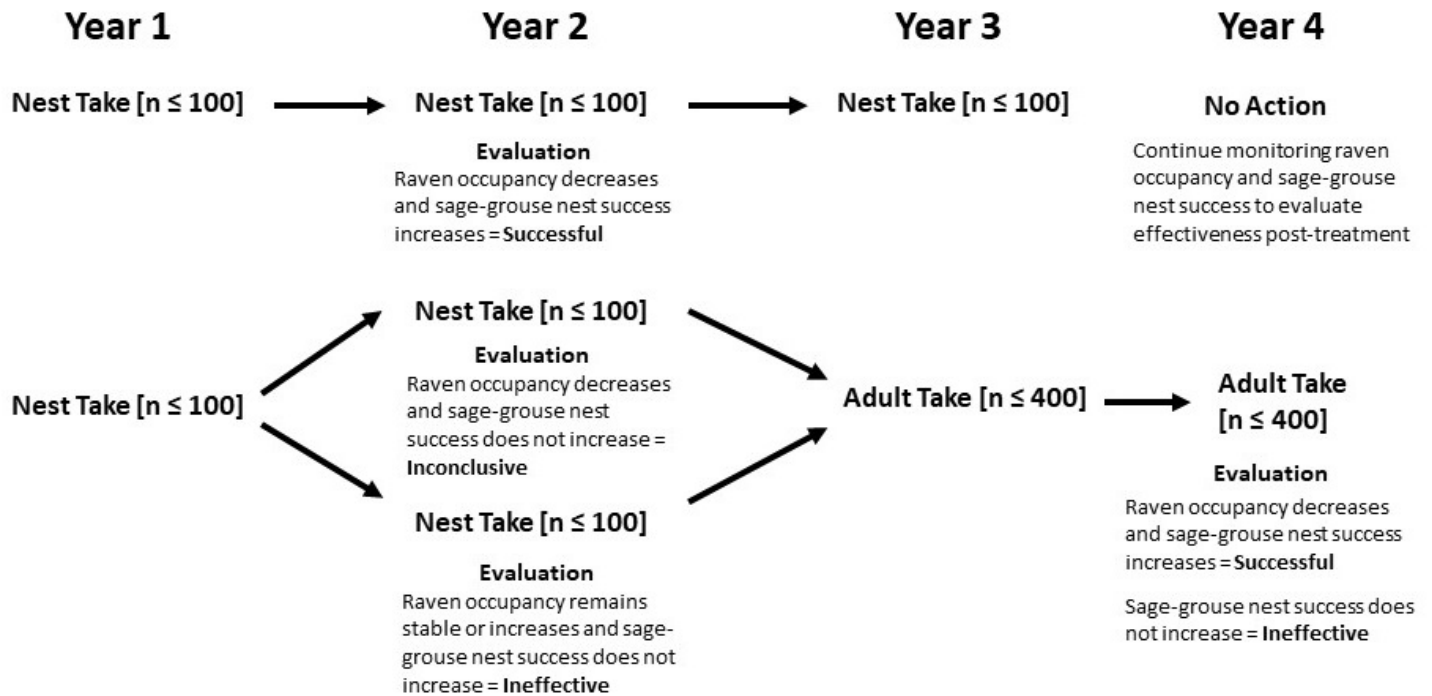 Year 1
Year 2
Year 3
Year 4
Nest Take [n ≤ 100]
Nest Take [n ≤ 100]
Evaluation
Raven occupancy decreases
and sage-grouse nest success
increases = Successful
Nest Take [n ≤ 100]
No Action
Continue monitoring raven
occupancy and sage-grouse
nest success to evaluate
effectiveness post-treatment
Nest Take [n ≤ 100]
Nest Take [n ≤ 100]
Evaluation
Raven occupancy decreases
and sage-grouse nest
success does not increase =
Inconclusive
Nest Take [n ≤ 100]
Evaluation
Raven occupancy remains
stable or increases and sage-
grouse nest success does not
increase = Ineffective
Adult Take [n ≤ 400]
Adult Take
[n ≤ 400]
Evaluation
Raven occupancy decreases
and sage-grouse nest success
increases = Successful
Sage-grouse nest success does
not increase = Ineffective